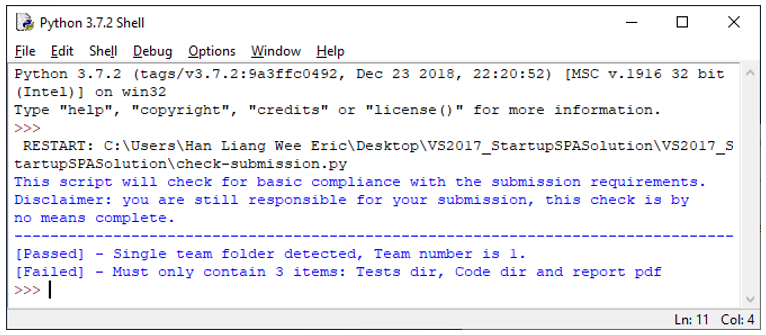 Python 3.7.2 Shell
File Edit Shell Debug Options Window Help
Python 3.7.2 (tags/v3.7.2:9a3ffc0492, Dec 23 2018, 22:20:52) [MSC v.1916 32 bit
(Intel)] on win32
Type "help", "copyright", "credits" or "license()" for more information.
>>>
 RESTART: C:\Users\Han Liang Wee Eric\Desktop\VS2017_StartupSPASolution\VS2017_S
tartupSPASolution\check-submission.py
This script will check for basic compliance with the submission requirements.
Disclaimer: you are still responsible for your submission, this check is by
no means complete.
--------------------------------------------------------------------------------
[Passed] - Single team folder detected, Team number is 1.
[Failed] - Must only contain 3 items: Tests dir, Code dir and report pdf
>>>
Ln: 11 Col: 4